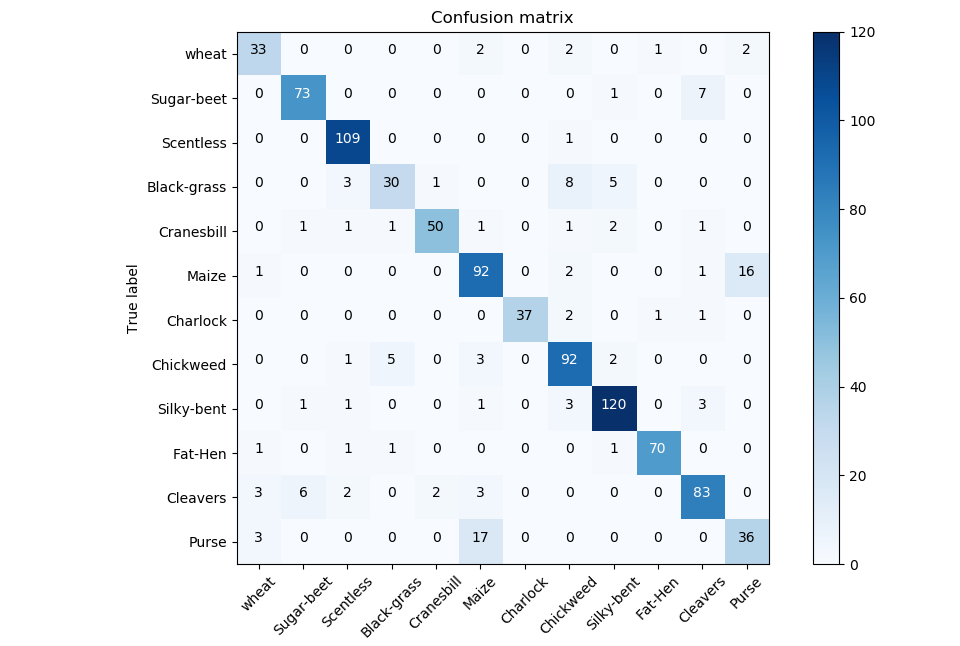 Confusion matrix
wheat 33 0 0 0 0 2 0 2 0 1 0 2
Sugar-beet 0 73 0 0 0 0 0 0 1 0 7 0
Scentless 0 0 109 0 0 0 0 1 0 0 0 0
Black-grass 0 0 3 30 1 0 0 8 5 0 0 0
Cranesbill 0 1 1 1 50 1 0 1 2 0 1 0
Maize 1 0 0 0 0 92 0 2 0 0 1 16
Charlock 0 0 0 0 0 0 37 2 0 1 1 0
Chickweed 0 0 1 5 0 3 0 92 2 0 0 0
Silky-bent 0 1 1 0 0 1 0 3 120 0 3 0
Fat-Hen 1 0 1 1 0 0 0 0 1 70 0 0
Cleavers 3 6 2 0 2 3 0 0 0 0 83 0
Purse 3 0 0 0 0 17 0 0 0 0 0 36
wheat Sugar-beet Scentless Black-grass Cranesbill Maize Charlock Chickweed Silky-bent Fat-Hen Cleavers Purse
True label
120
100
80
60
40
20
0